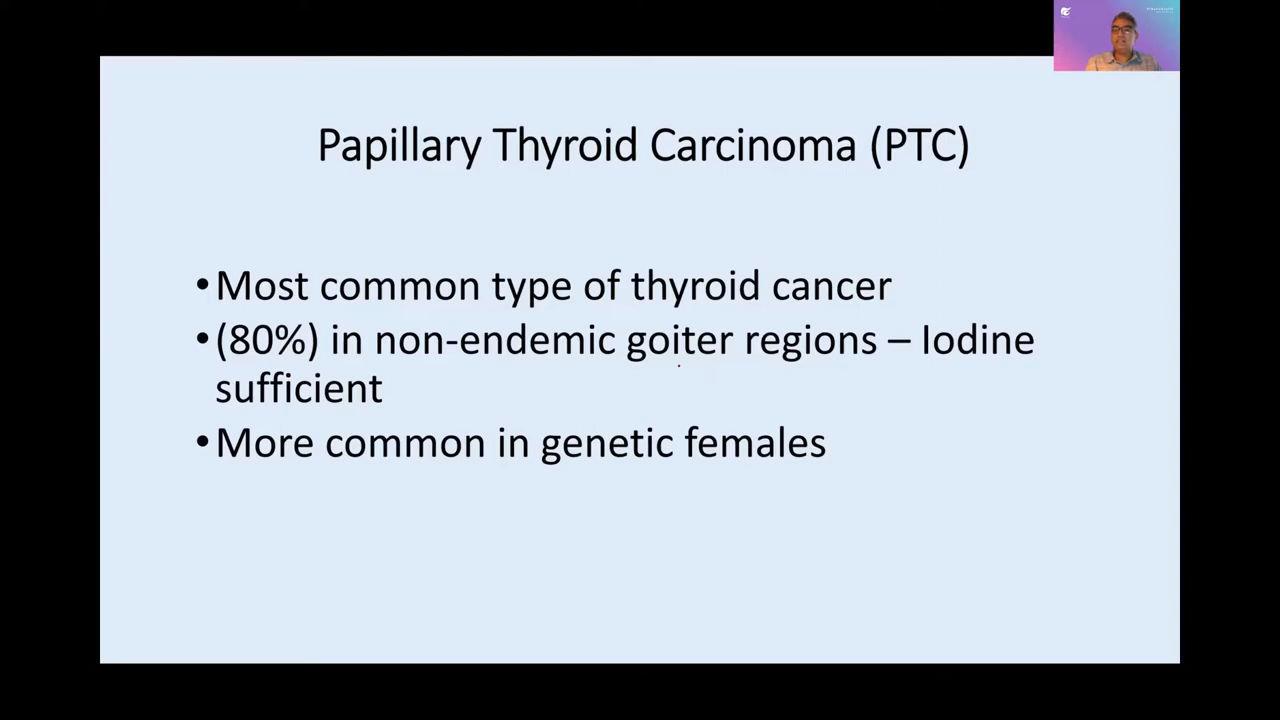 Papillary Thyroid Carcinoma (PTC)
•Most common type of thyroid cancer
•(80%) in non-endemic goiter regions – Iodine
sufficient
•More common in genetic females